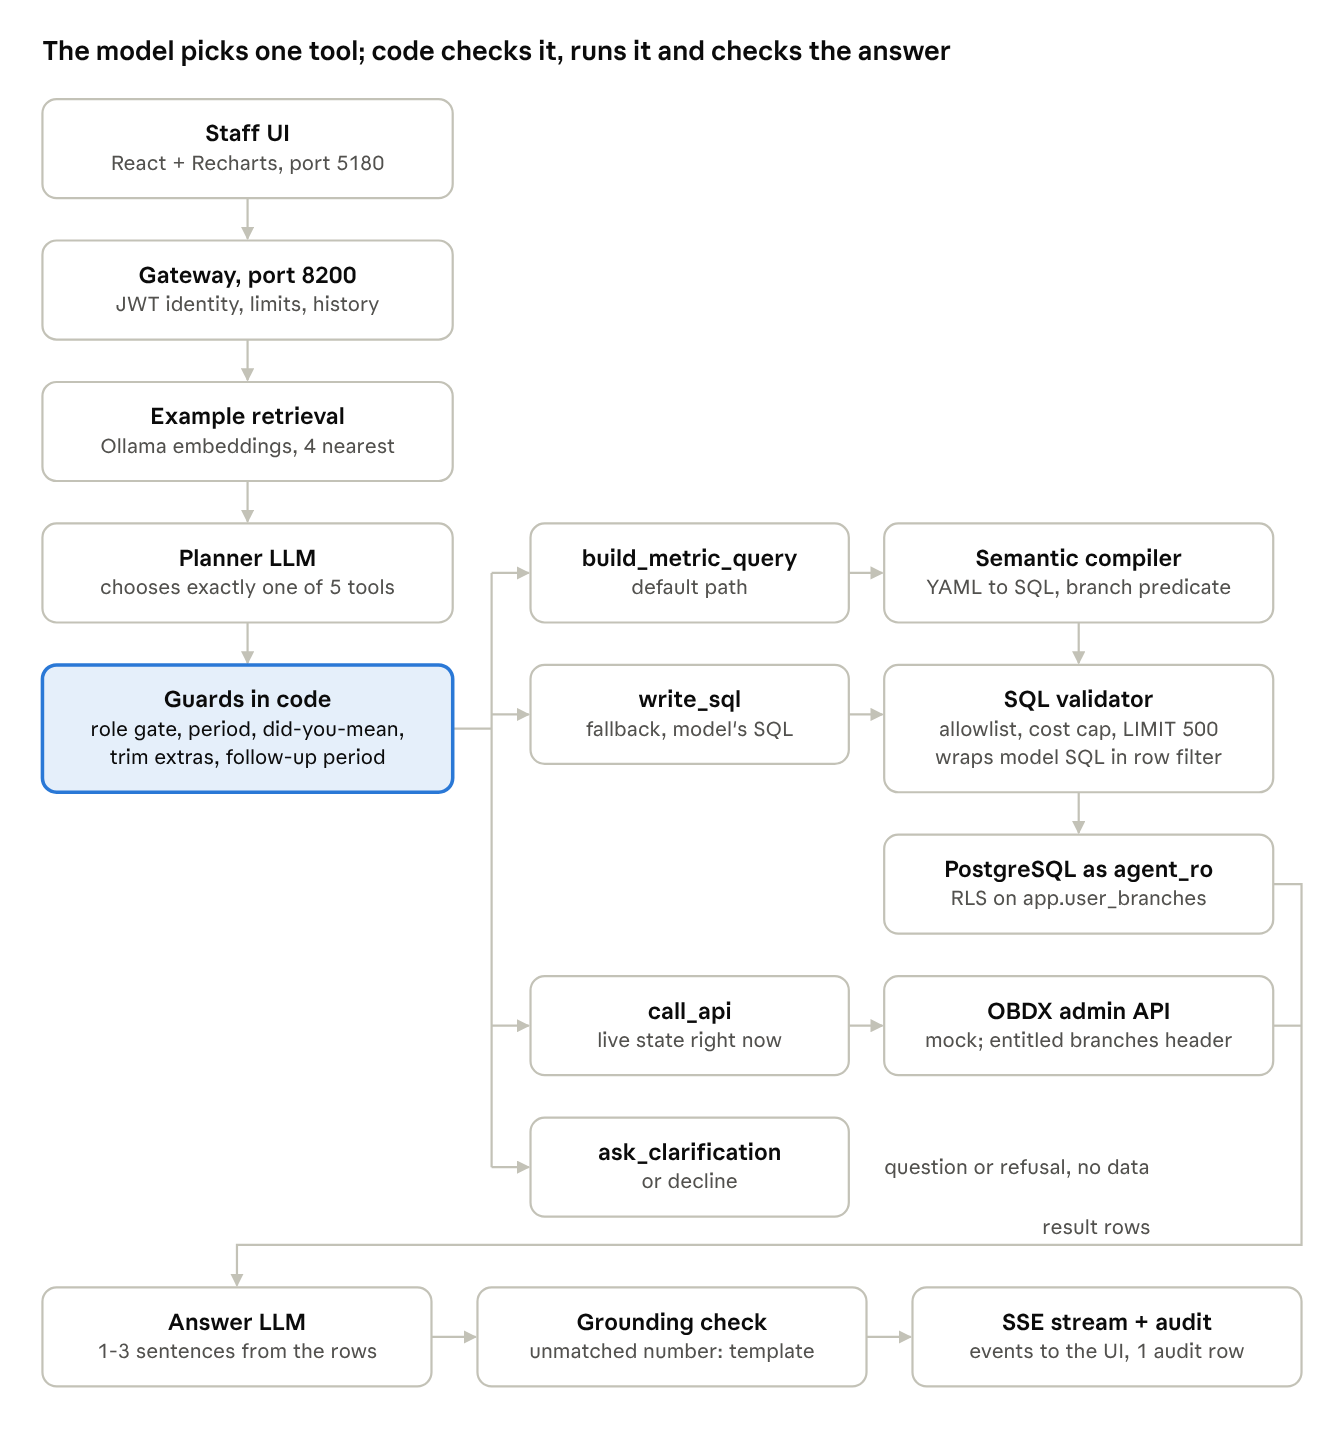 The model picks one tool; code checks it, runs it and checks the answer
Staff UI
React + Recharts, port 5180
Gateway, port 8200
JWT identity, limits, history
Example retrieval
Ollama embeddings, 4 nearest
Planner LLM
chooses exactly one of 5 tools
build_metric_query
default path
Semantic compiler
YAML to SQL, branch predicate
Guards in code
role gate, period, did-you-mean,
trim extras, follow-up period
write_sql
fallback, model's SQL
SQL validator
allowlist, cost cap, LIMIT 500
wraps model SQL in row filter
PostgreSQL as agent_ro
RLS on app.user_branches
call_api
live state right now
OBDX admin API
mock; entitled branches header
ask_clarification
or decline
question or refusal, no data
result rows
Answer LLM
1-3 sentences from the rows
Grounding check
unmatched number: template
SSE stream + audit
events to the UI, 1 audit row